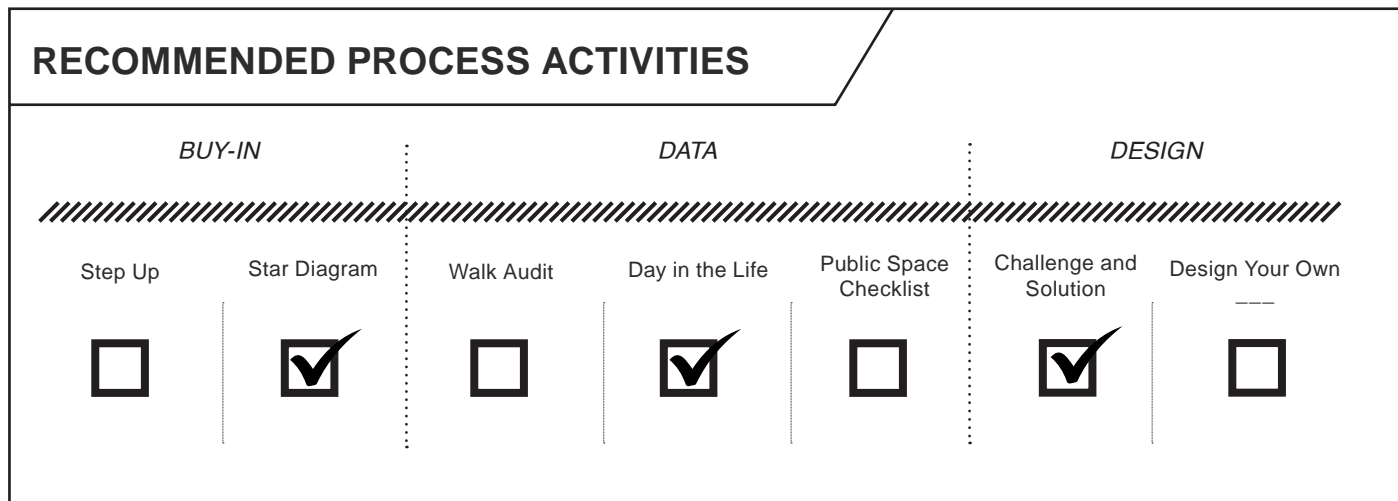 RECOMMENDED PROCESS ACTIVITIES
BUY-IN
DATA
DESIGN
Step Up
Star Diagram
Walk Audit
Day in the Life
Public Space
Checklist
Challenge and
Solution
Design Your Own
___